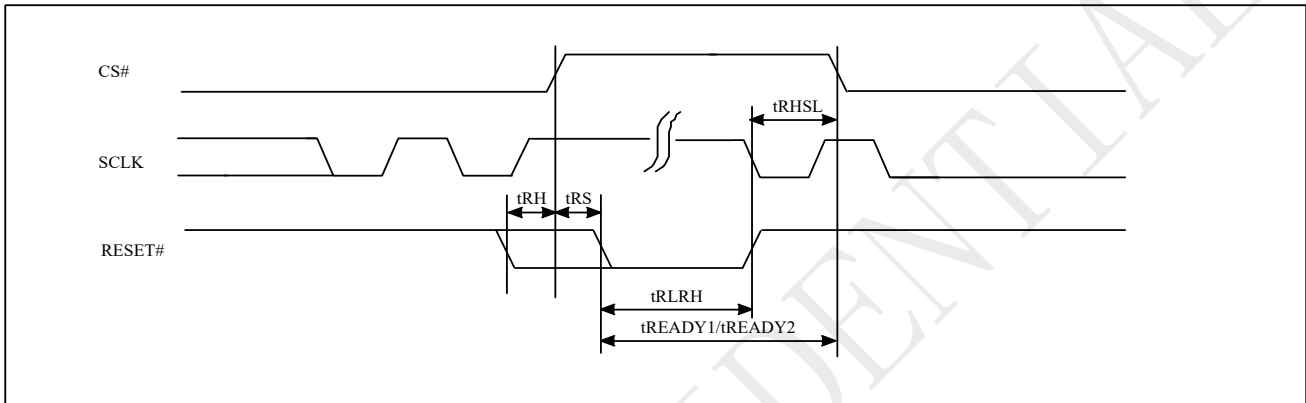 CS#
tRHSL
SCLK
tRH
tRS
RESET#
tRLRH
tREADY1/tREADY2